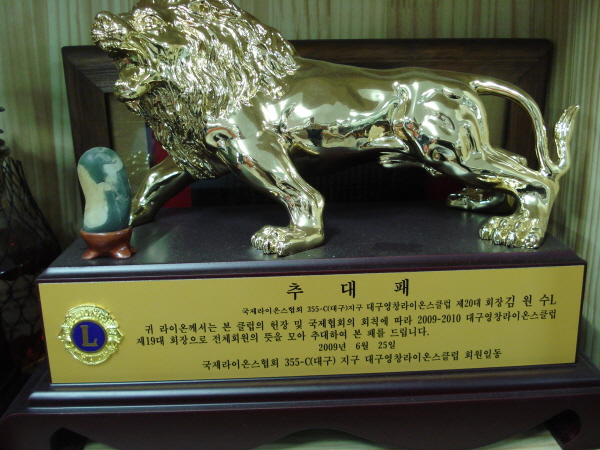 추 대 패
국제라이온스협회 355-C(대구)지구 대구영창라이온스클럽 제20대 회장 김 원 수L
귀 라이온께서는 본 클럽의 헌장 및 국제협회의 회칙에 따라 2009-2010 대구영창라이온스클럽
제19대 회장으로 전체회원의 뜻을 모아 추대하여 본 패를 드립니다.
2009년 6월 25일
국제라이온스협회 355-C(대구) 지구 대구영창라이온스클럽 회원일동
L